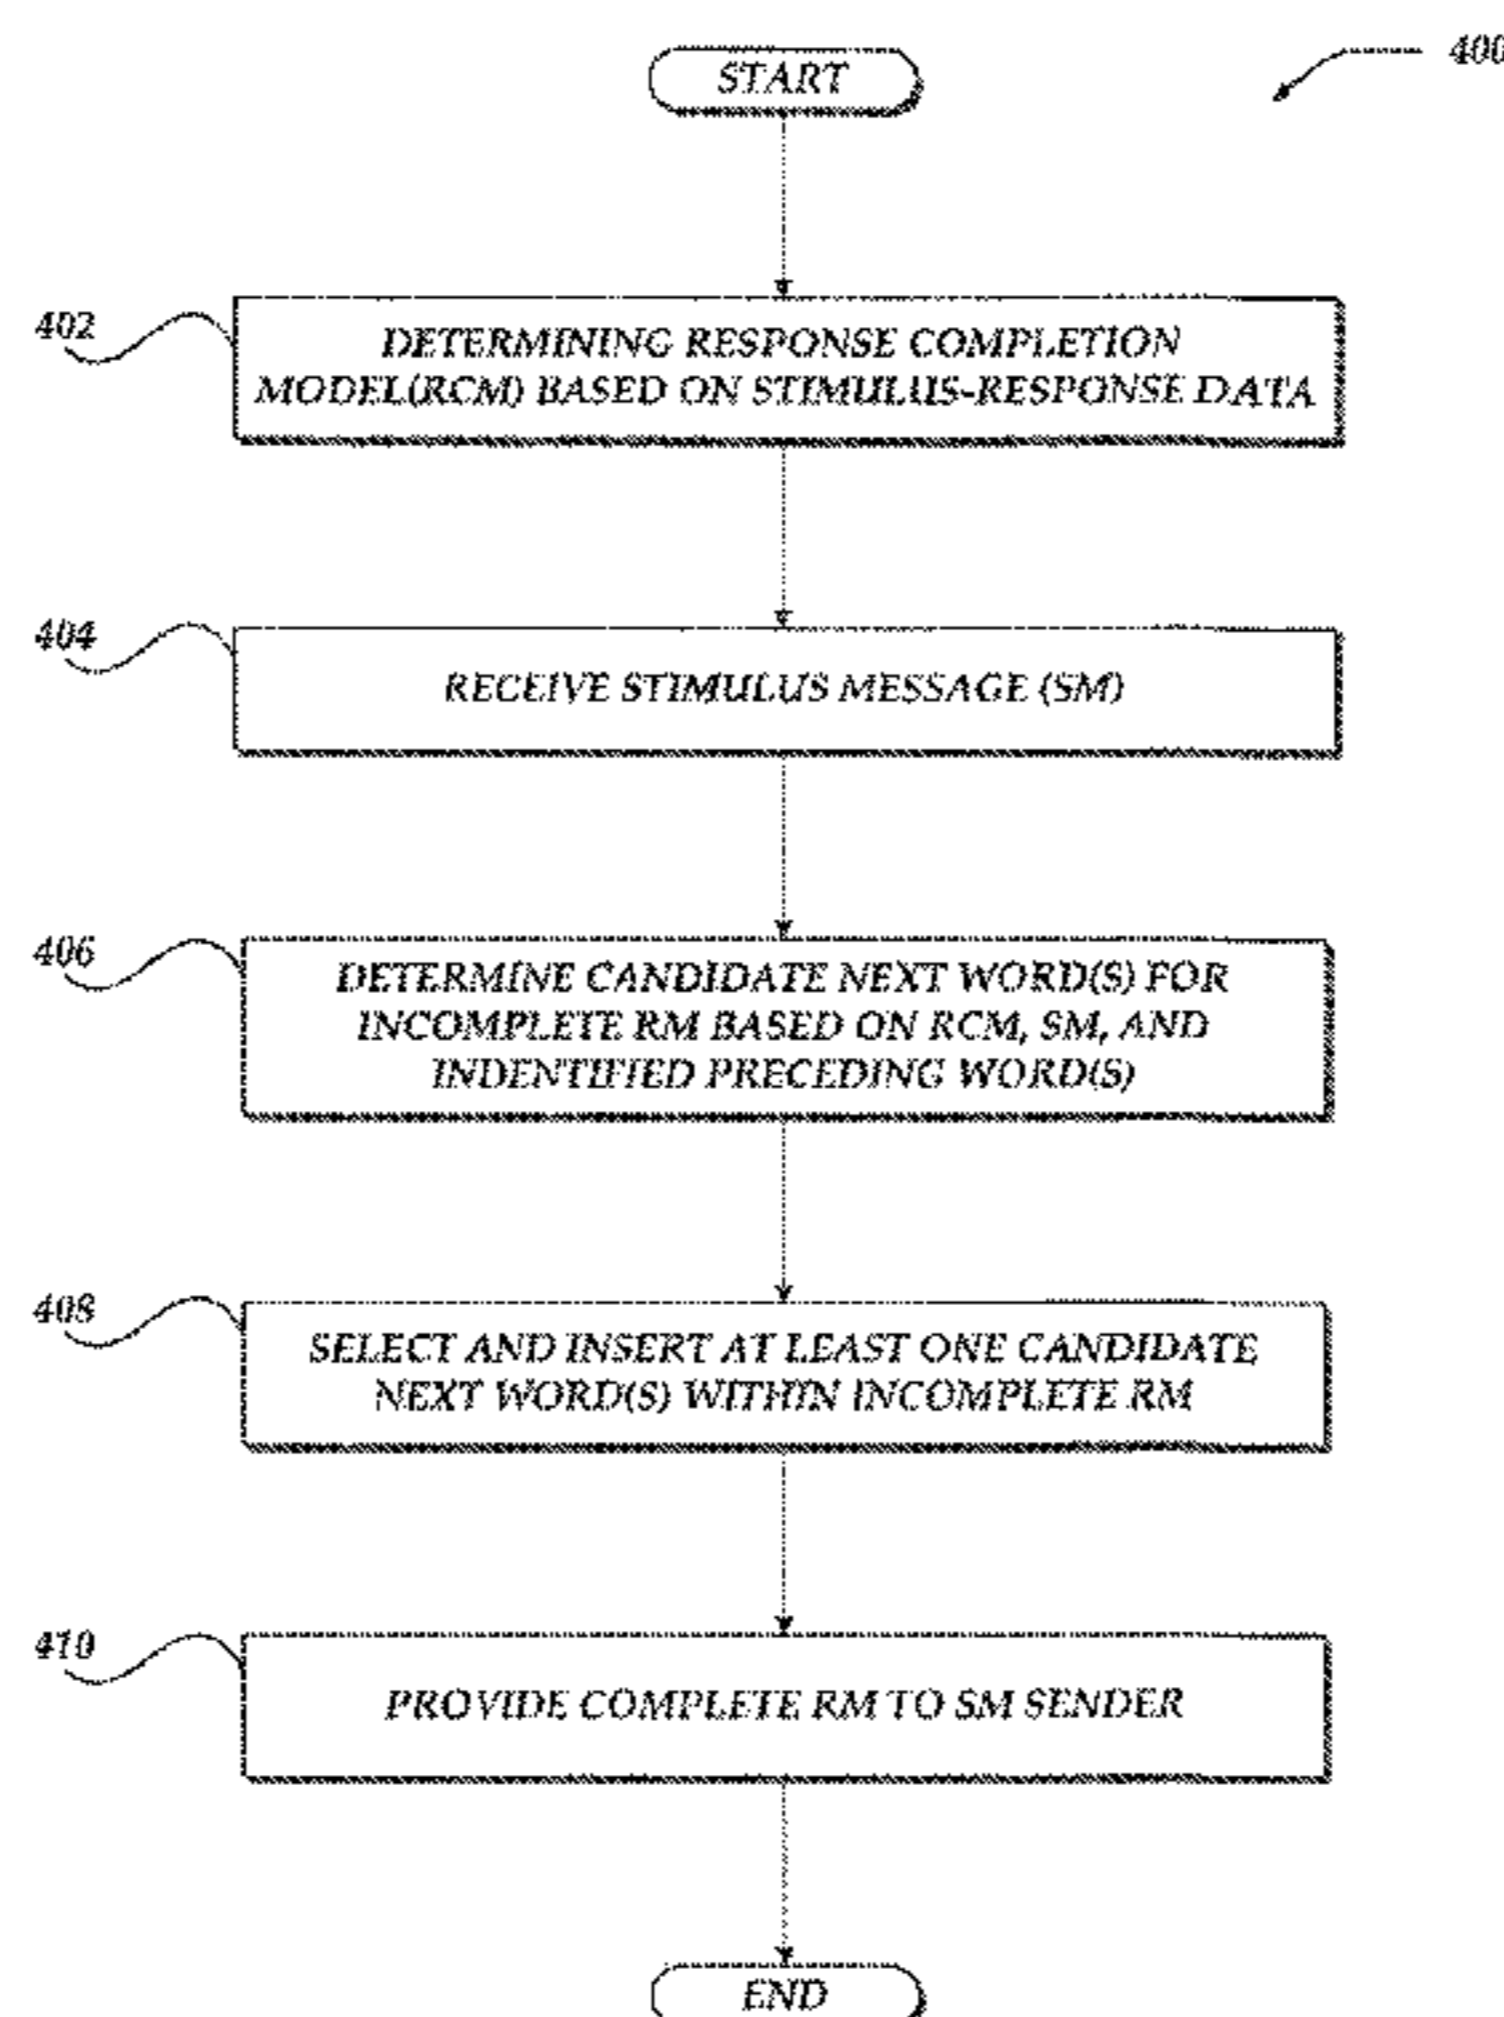 START
400
402
DETERMINING RESPONSE COMPLETION
MODEL(RCM) BASED ON STIMULUS-RESPONSE DATA
404
RECEIVE STIMULUS MESSAGE (SM)
406
DETERMINE CANDIDATE NEXT WORD(S) FOR
INCOMPLETE RM BASED ON RCM, SM, AND
INDENTIFIED PRECEDING WORD(S)
408
SELECT AND INSERT AT LEAST ONE CANDIDATE
NEXT WORD(S) WITHIN INCOMPLETE RM
410
PROVIDE COMPLETE RM TO SM SENDER
END